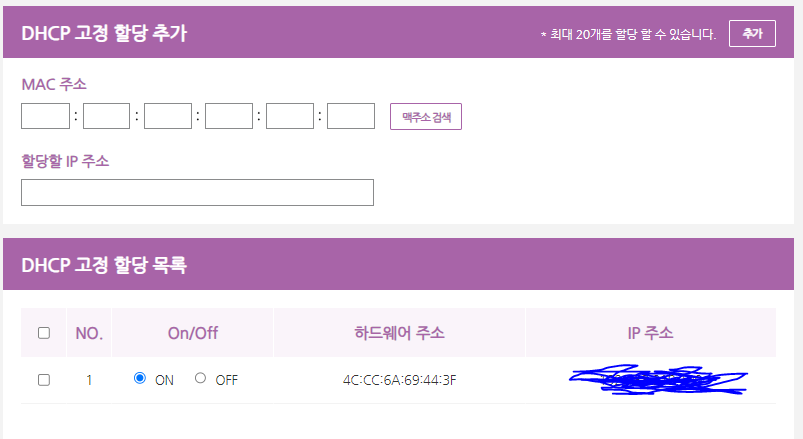 DHCP 고정 할당 추가
* 최대 20개를 할당 할 수 있습니다. 추가
MAC 주소
: : : : : 맥주소 검색
할당할 IP 주소
DHCP 고정 할당 목록
NO. On/Off 하드웨어 주소 IP 주소
1 ON OFF 4C:CC:6A:69:44:3F